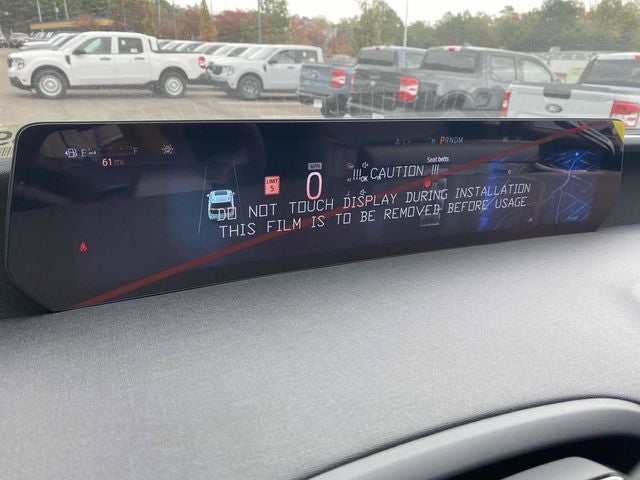 E F
61 mi
LIMIT
5
MPH
0
H PRNDM
Seat belts
!!! CAUTION !!!
DO NOT TOUCH DISPLAY DURING INSTALLATION
THIS FILM IS TO BE REMOVED BEFORE USAGE.